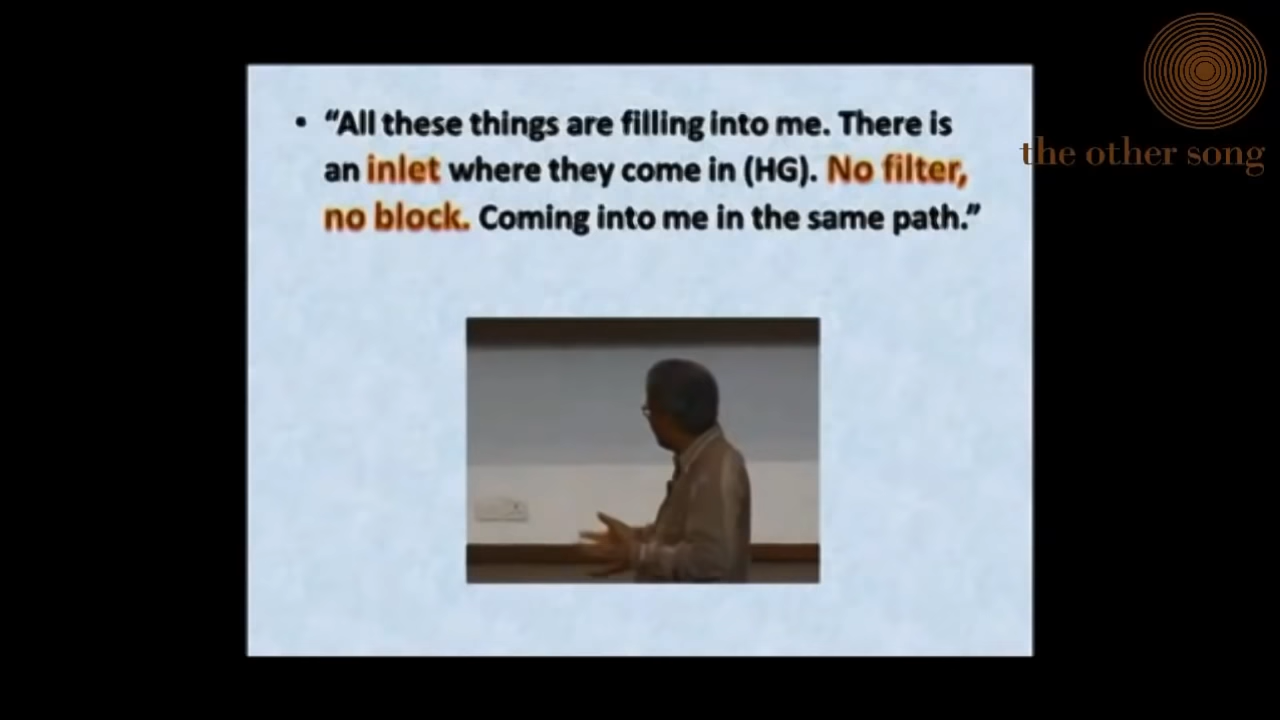 • “All these things are filling into me. There is
an inlet where they come in (HG). No filter,
no block. Coming into me in the same path.”
the other song